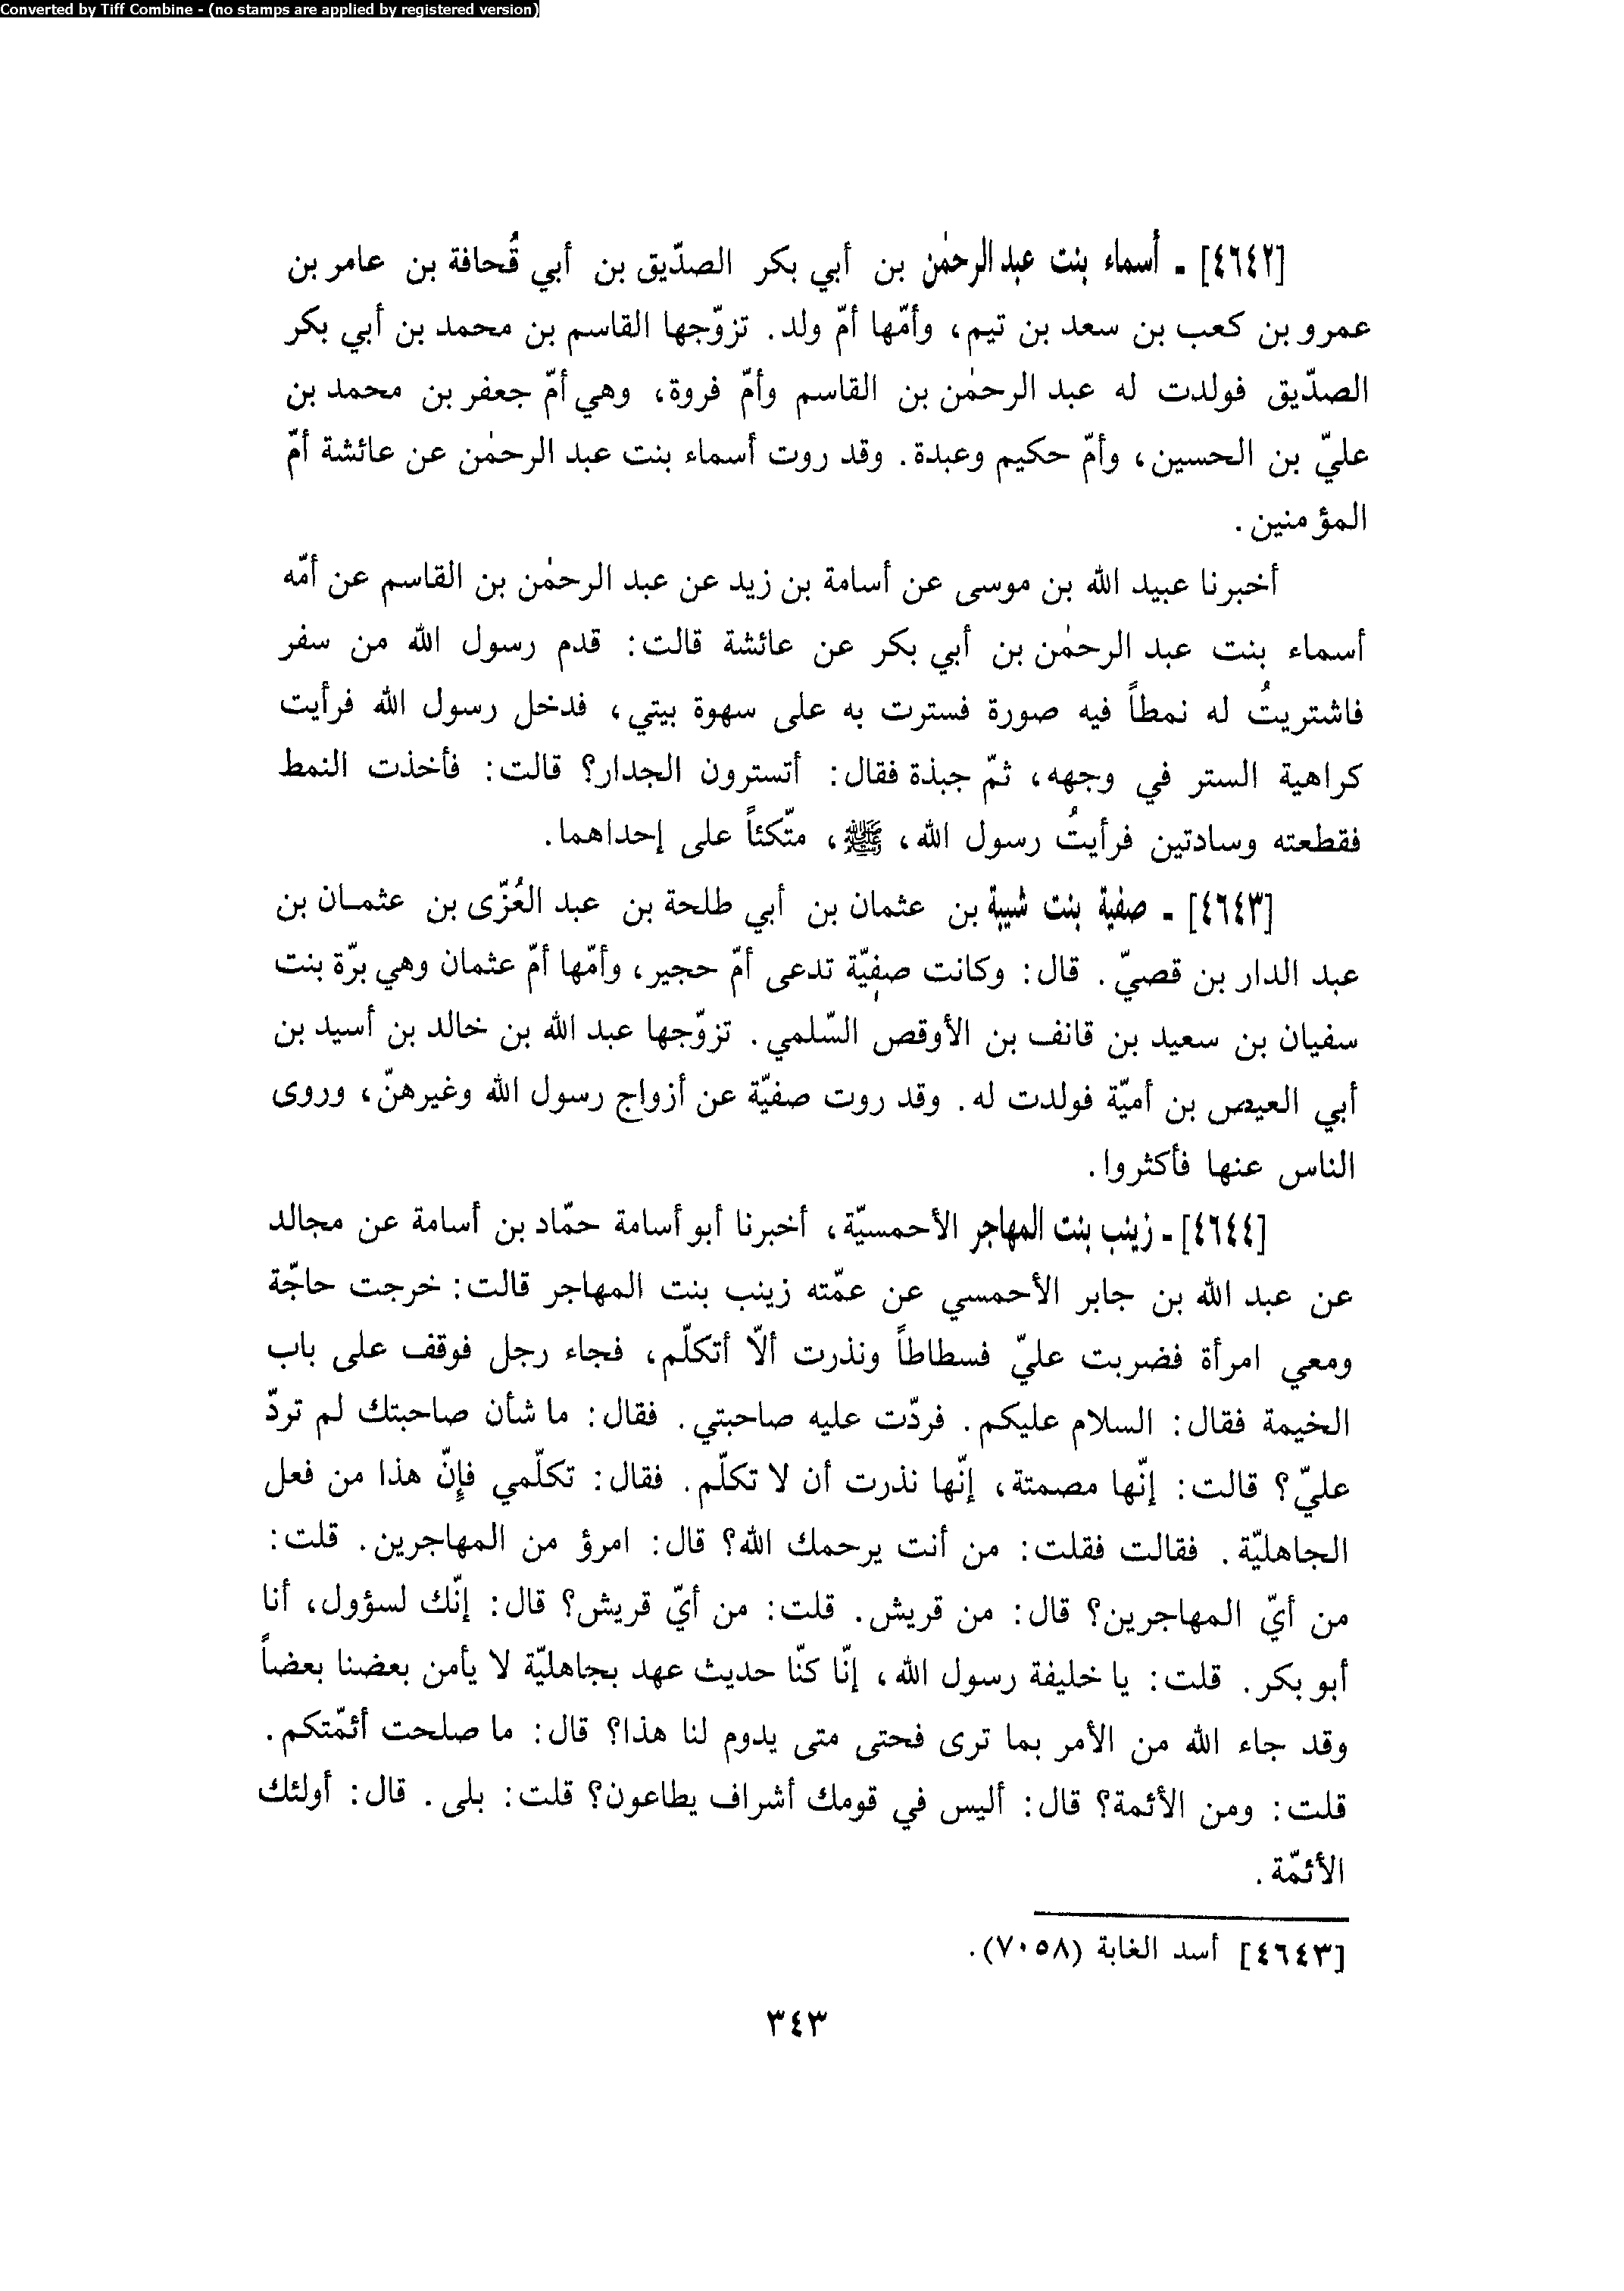 Converted by Tiff Combine - (no stamps are applied by registered version)
[٤٦٤٢] - أسماء بنت عبد الرحمٰن بن أبي بكر الصدّيق بن أبي قُحافة بن عامر بن
عمرو بن كعب بن سعد بن تيم، وأمّها أمّ ولد. تزوّجها القاسم بن محمد بن أبي بكر
الصدّيق فولدت له عبد الرحمٰن بن القاسم وأمّ فروة، وهي أمّ جعفر بن محمد بن
عليّ بن الحسين، وأمّ حكيم وعبدة. وقد روت أسماء بنت عبد الرحمٰن عن عائشة أمّ
المؤمنين.
أخبرنا عبيد الله بن موسى عن أسامة بن زيد عن عبد الرحمٰن بن القاسم عن أمّه
أسماء بنت عبد الرحمٰن بن أبي بكر عن عائشة قالت: قدم رسول الله من سفر
فاشتريتُ له نمطاً فيه صورة فسترت به على سهوة بيتي، فدخل رسول الله فرأيت
كراهية الستر في وجهه، ثمّ جبذة فقال: أتسترون الجدار؟ قالت: فأخذت النمط
فقطعته وسادتين فرأيتُ رسول الله، ﷺ، متّكئاً على إحداهما.
[٤٦٤٣] - صفية بنت شيبة بن عثمان بن أبي طلحة بن عبد العُزّى بن عثمـان بن
عبد الدار بن قصيّ. قال: وكانت صفيّة تدعى أمّ حجير، وأمّها أمّ عثمان وهي برّة بنت
سفيان بن سعيد بن قانف بن الأوقص السّلمي. تزوّجها عبد الله بن خالد بن أسيد بن
أبي العيص بن أميّة فولدت له. وقد روت صفيّة عن أزواج رسول الله وغيرهنّ، وروى
الناس عنها فأكثروا.
[٤٦٤٤] - زينب بنت المهاجر الأحمسيّة، أخبرنا أبو أسامة حمّاد بن أسامة عن مجالد
عن عبد الله بن جابر الأحمسي عن عمّته زينب بنت المهاجر قالت: خرجت حاجّة
ومعي امرأة فضربت عليّ فسطاطاً ونذرت ألاّ أتكلّم، فجاء رجل فوقف على باب
الخيمة فقال: السلام عليكم. فردّت عليه صاحبتي. فقال: ما شأن صاحبتك لم تردّ
عليّ؟ قالت: إنّها مصمتة، إنّها نذرت أن لا تكلّم. فقال: تكلّمي فإنّ هذا من فعل
الجاهليّة. فقالت فقلت: من أنت يرحمك الله؟ قال: امرؤ من المهاجرين. قلت:
من أيّ المهاجرين؟ قال: من قريش. قلت: من أيّ قريش؟ قال: إنّك لسؤول، أنا
أبو بكر. قلت: يا خليفة رسول الله، إنّا كنّا حديث عهد بجاهليّة لا يأمن بعضنا بعضاً
وقد جاء الله من الأمر بما ترى فحتى متى يدوم لنا هذا؟ قال: ما صلحت أئمّتكم.
قلت: ومن الأئمة؟ قال: أليس في قومك أشراف يطاعون؟ قلت: بلى. قال: أولئك
الأئمّة.
[٤٦٤٣] أسد الغابة (٧٠٥٨).
٣٤٣